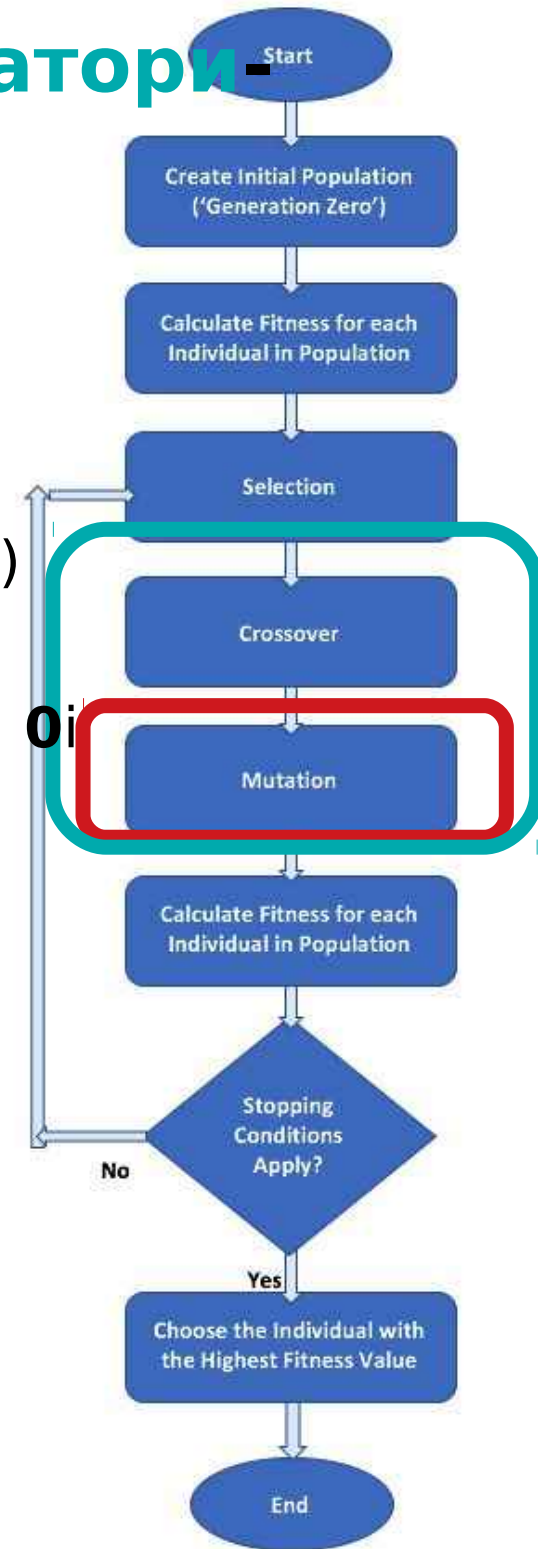 атори-
Start
Create Initial Population
(‘Generation Zero’)
Calculate Fitness for each
Individual in Population
Selection
)
Crossover
0i
Mutation
Calculate Fitness for each
Individual in Population
Stopping
Conditions
Apply?
No
Yes
Choose the Individual with
the Highest Fitness Value
End